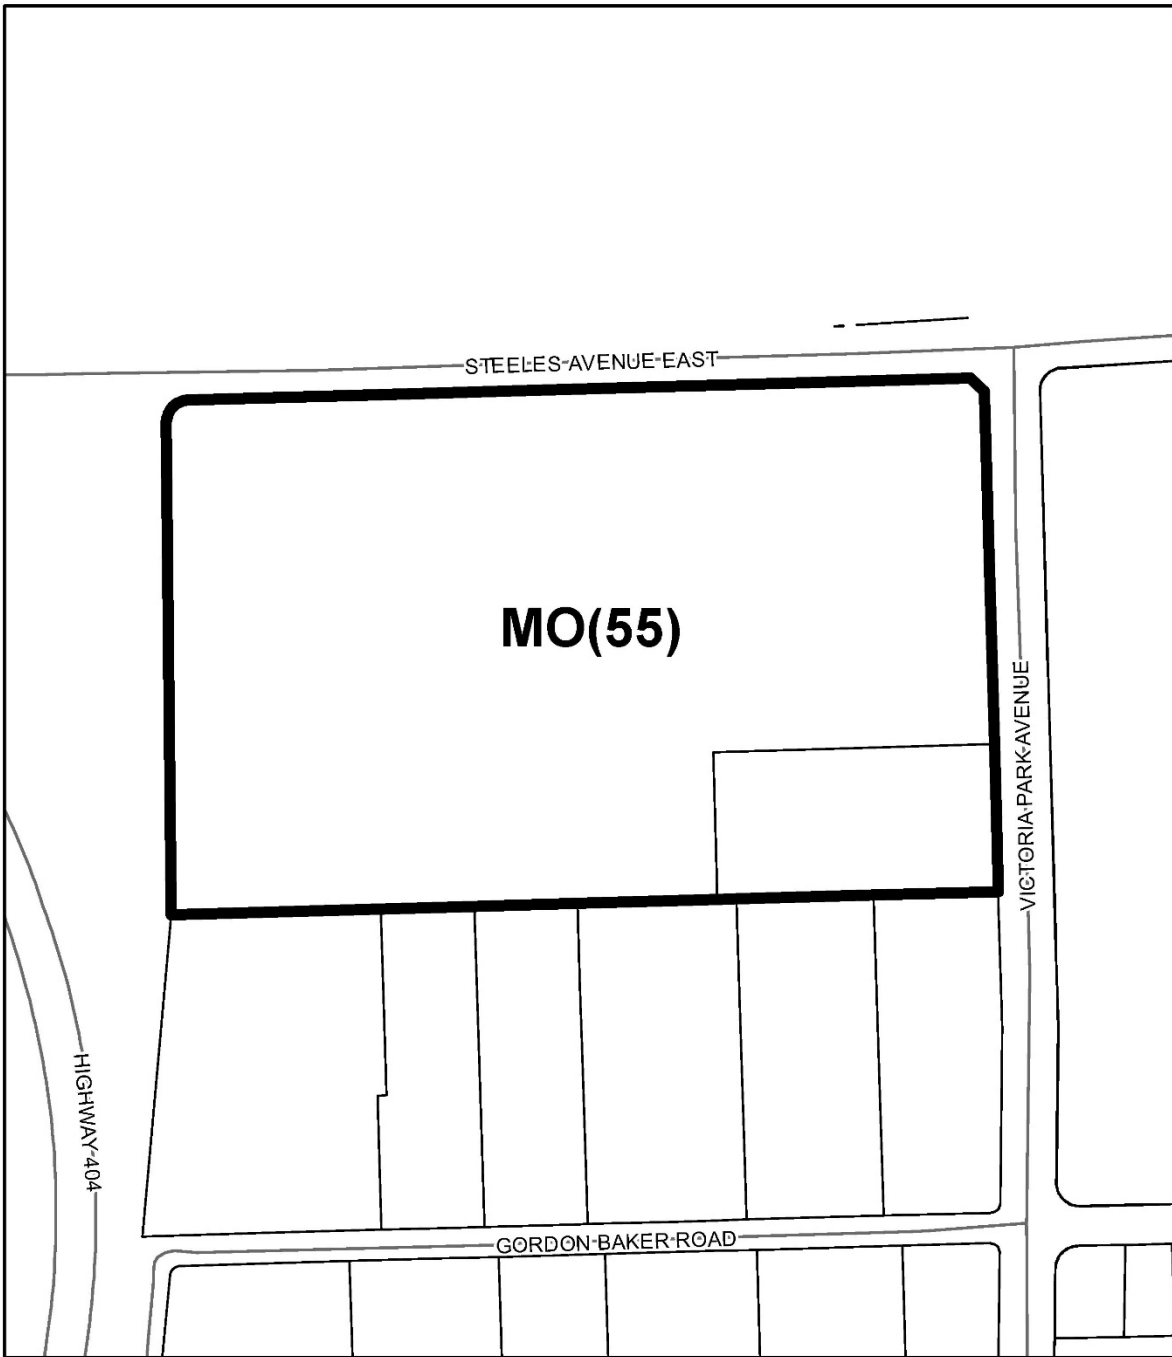 STEELES AVENUE EAST
MO(55)
VICTORIA PARK AVENUE
HIGHWAY 404
GORDON BAKER ROAD